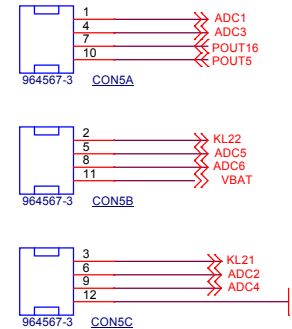 1 ADC1
4 ADC3
7 POUT16
10 POUT5
964567-3 CON5A
2 KL22
5 ADC5
8 ADC6
11 VBAT
964567-3 CON5B
3 KL21
6 ADC2
9 ADC4
12
964567-3 CON5C